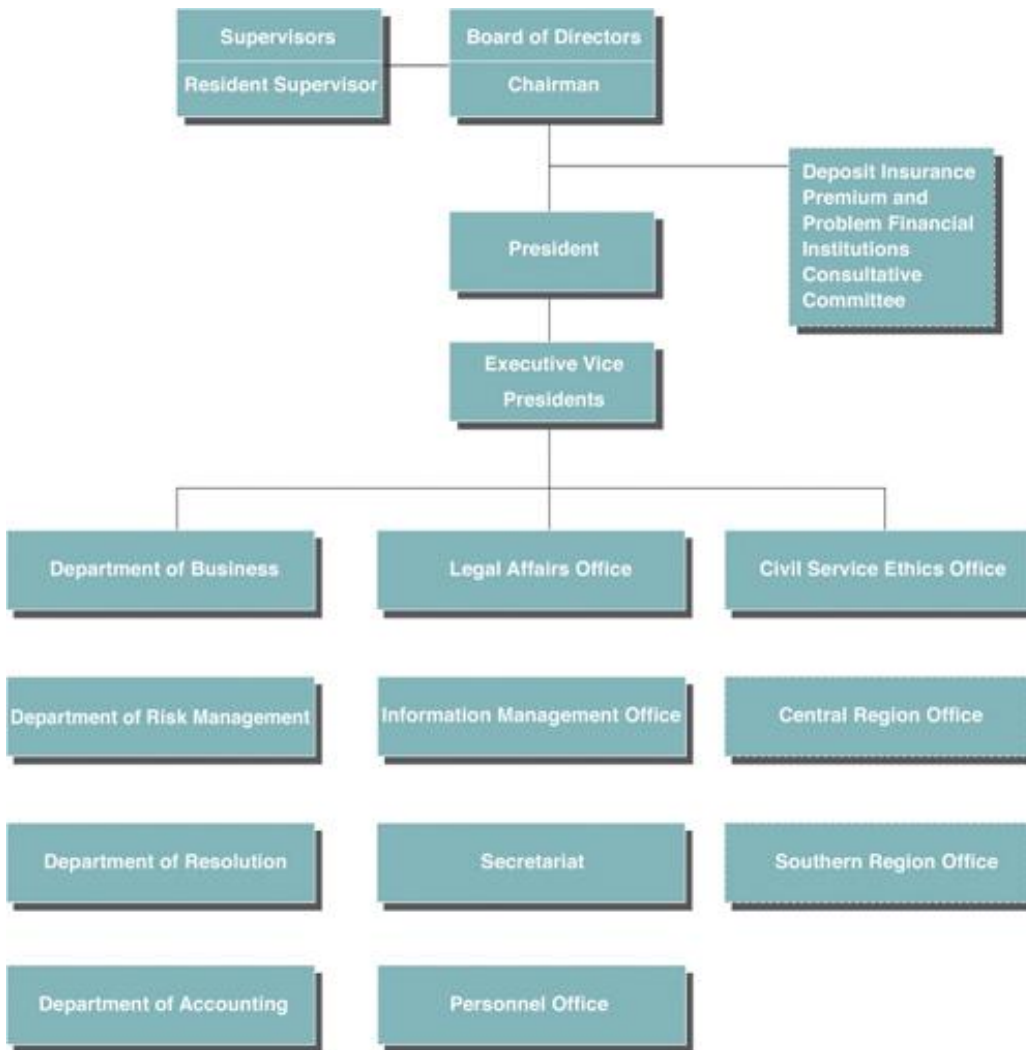 Supervisors
Resident Supervisor
Board of Directors
Chairman
Deposit Insurance
Premium and
Problem Financial
Institutions
Consultative
Committee
President
Executive Vice
Presidents
Department of Business
Legal Affairs Office
Civil Service Ethics Office
Department of Risk Management
Information Management Office
Central Region Office
Department of Resolution
Secretariat
Southern Region Office
Department of Accounting
Personnel Office